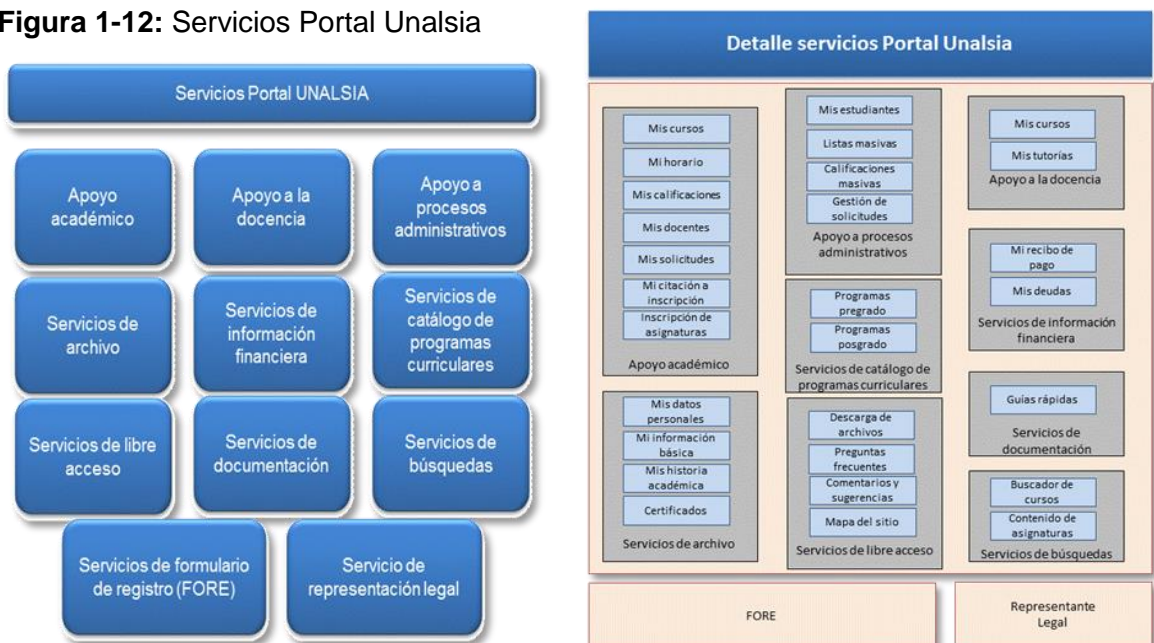 Figura 1-12: Servicios Portal Unalsia
Servicios Portal UNALSIA
Apoyo
académico
Apoyo a la
docencia
Apoyo a
procesos
administrativos
Servicios de
archivo
Servicios de
información
financiera
Servicios de
catálogo de
programas
curriculares
Servicios de libre
acceso
Servicios de
documentación
Servicios de
búsquedas
Servicios de formulario
de registro (FORE)
Servicio de
representación legal
Detalle servicios Portal Unalsia
Mis cursos
Mi horario
Mis calificaciones
Mis docentes
Mis solicitudes
Mi citación a
inscripción
Inscripción de
asignaturas
Apoyo académico
Mis datos
personales
Mi información
básica
Mis historia
académica
Certificados
Servicios de archivo
Mis estudiantes
Listas masivas
Calificaciones
masivas
Gestión de
solicitudes
Apoyo a procesos
administrativos
Programas
pregrado
Programas
posgrado
Servicios de catálogo de
programas curriculares
Descarga de
archivos
Preguntas
frecuentes
Comentarios y
sugerencias
Mapa del sitio
Servicios de libre acceso
Mis cursos
Mis tutorías
Apoyo a la docencia
Mi recibo de
pago
Mis deudas
Servicios de información
financiera
Guías rápidas
Servicios de
documentación
Buscador de
cursos
Contenido de
asignaturas
Servicios de búsquedas
FORE
Representante
Legal